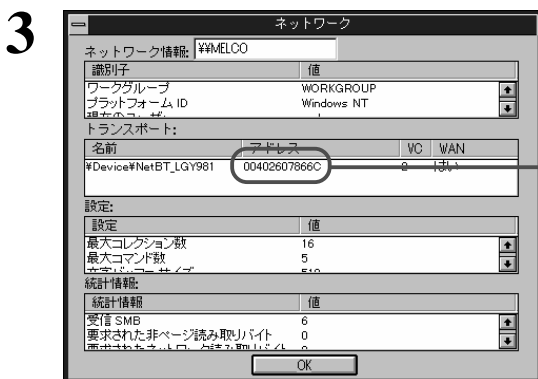 3
ネットワーク
ネットワーク情報: ¥¥MELCO
識別子 値
ワークグループ WORKGROUP
プラットフォーム ID Windows NT
トランスポート:
名前 アドレス VC WAN
¥Device¥NetBT_LGY981 00402607866C 2 はい
設定:
設定 値
最大コレクション数 16
最大コマンド数 5
統計情報:
統計情報 値
受信 SMB 6
要求された非ページ読み取りバイト 0
OK